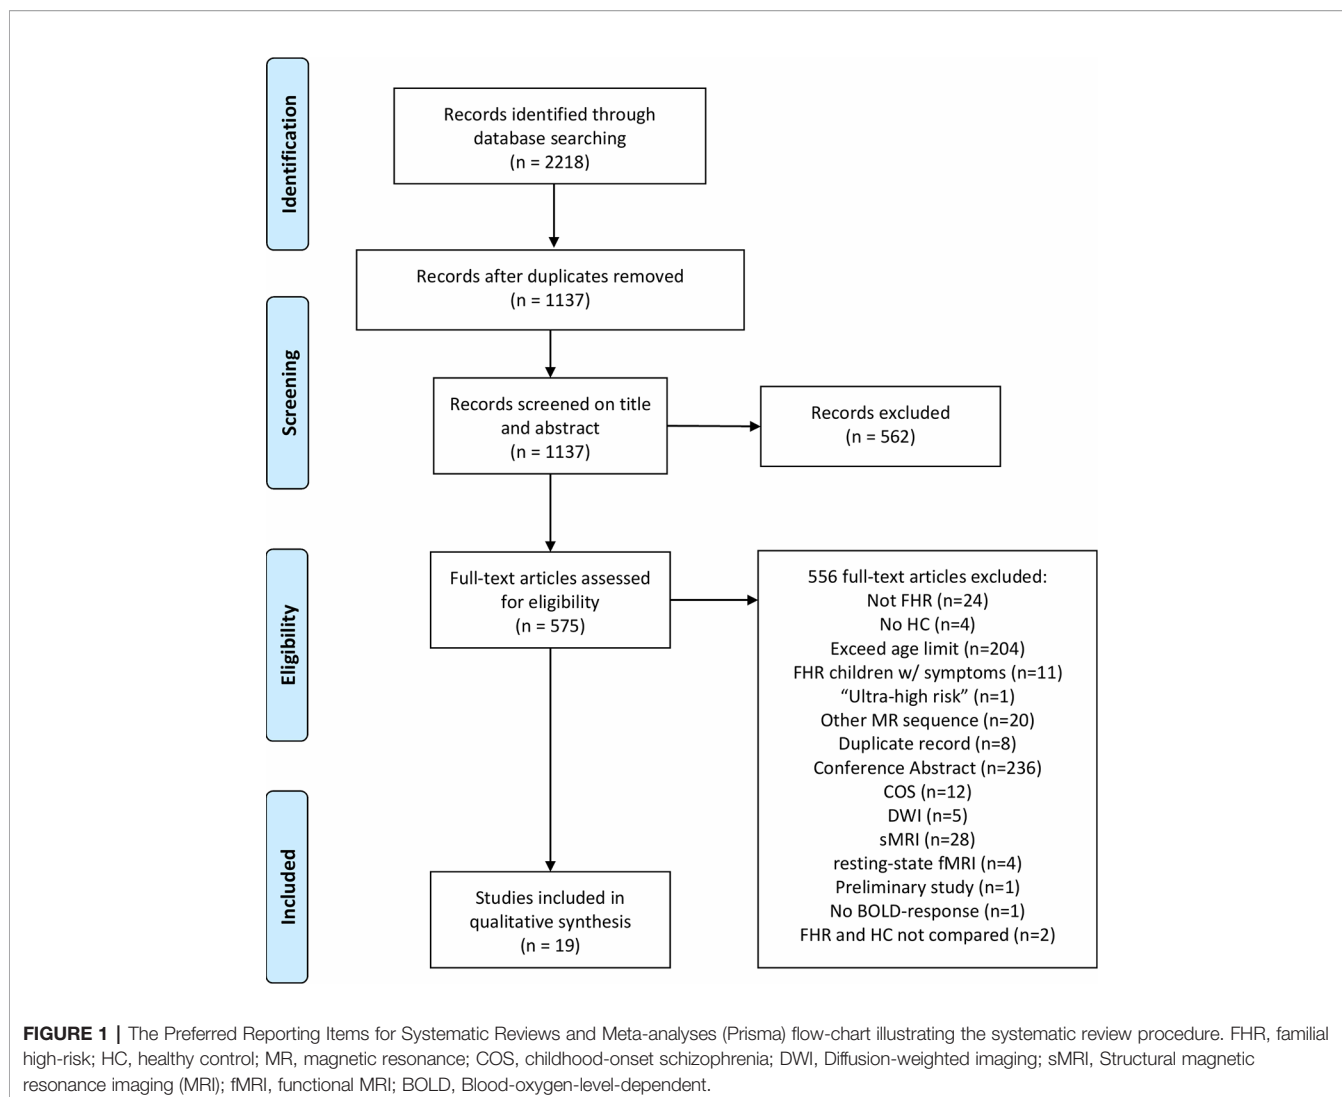 Identification
Records identified through
database searching
(n = 2218)
Records after duplicates removed
(n = 1137)
Screening
Records screened on title
and abstract
(n = 1137)
Records excluded
(n = 562)
Eligibility
Full-text articles assessed
for eligibility
(n = 575)
556 full-text articles excluded:
Not FHR (n=24)
No HC (n=4)
Exceed age limit (n=204)
FHR children w/ symptoms (n=11)
“Ultra-high risk” (n=1)
Other MR sequence (n=20)
Duplicate record (n=8)
Conference Abstract (n=236)
COS (n=12)
DWI (n=5)
sMRI (n=28)
resting-state fMRI (n=4)
Preliminary study (n=1)
No BOLD-response (n=1)
FHR and HC not compared (n=2)
Included
Studies included in
qualitative synthesis
(n = 19)
FIGURE 1 | The Preferred Reporting Items for Systematic Reviews and Meta-analyses (Prisma) flow-chart illustrating the systematic review procedure. FHR, familial
high-risk; HC, healthy control; MR, magnetic resonance; COS, childhood-onset schizophrenia; DWI, Diffusion-weighted imaging; sMRI, Structural magnetic
resonance imaging (MRI); fMRI, functional MRI; BOLD, Blood-oxygen-level-dependent.